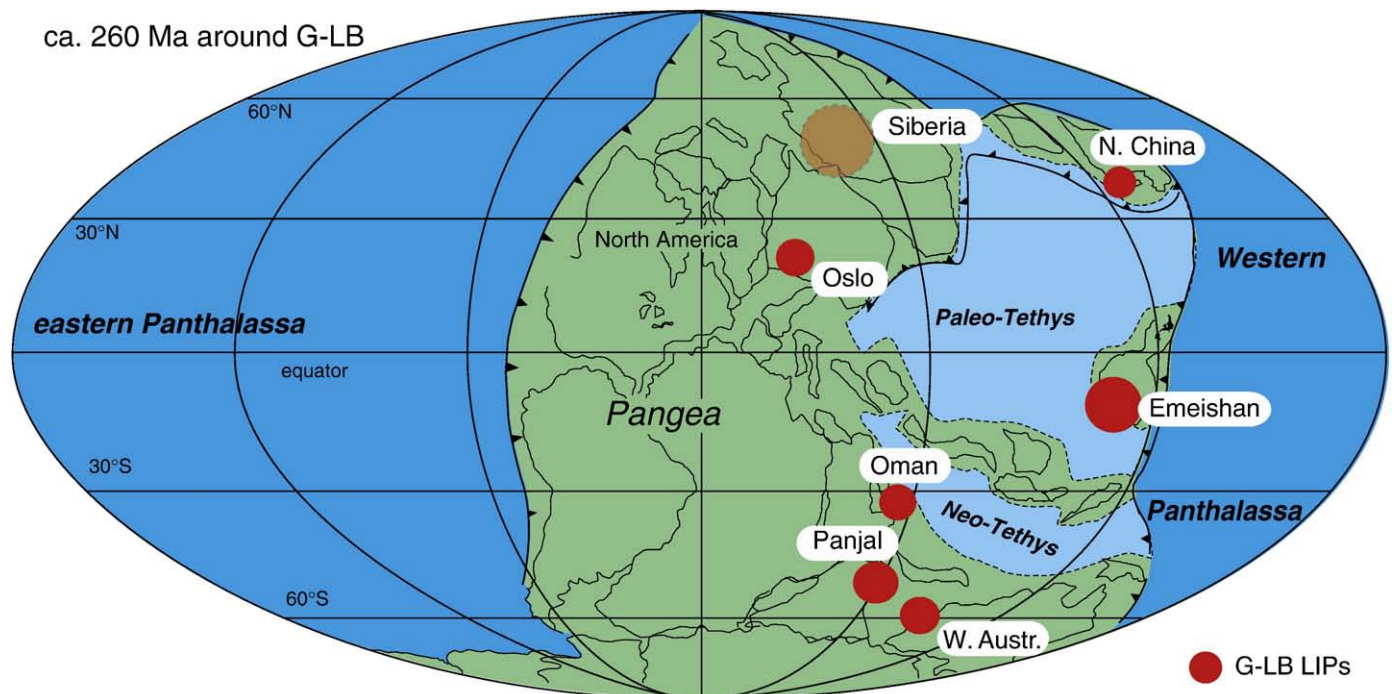 ca. 260 Ma around G-LB
60°N
Siberia
N. China
30°N
North America
Western
Oslo
eastern Panthalassa
Paleo-Tethys
equator
Pangea
Emeishan
30°S
Oman
Neo-Tethys
Panthalassa
Panjal
60°S
W. Austr.
G-LB LIPs